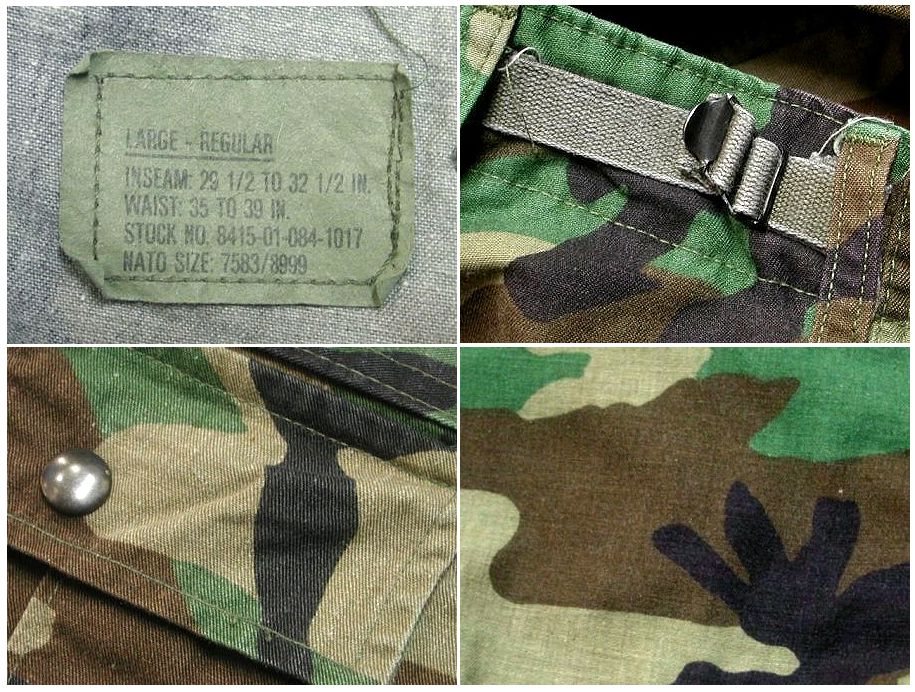 LARGE - REGULAR
INSEAM: 29 1/2 TO 32 1/2 IN.
WAIST: 35 TO 39 IN.
STOCK NO. 8415-01-084-1017
NATO SIZE: 7583/8999